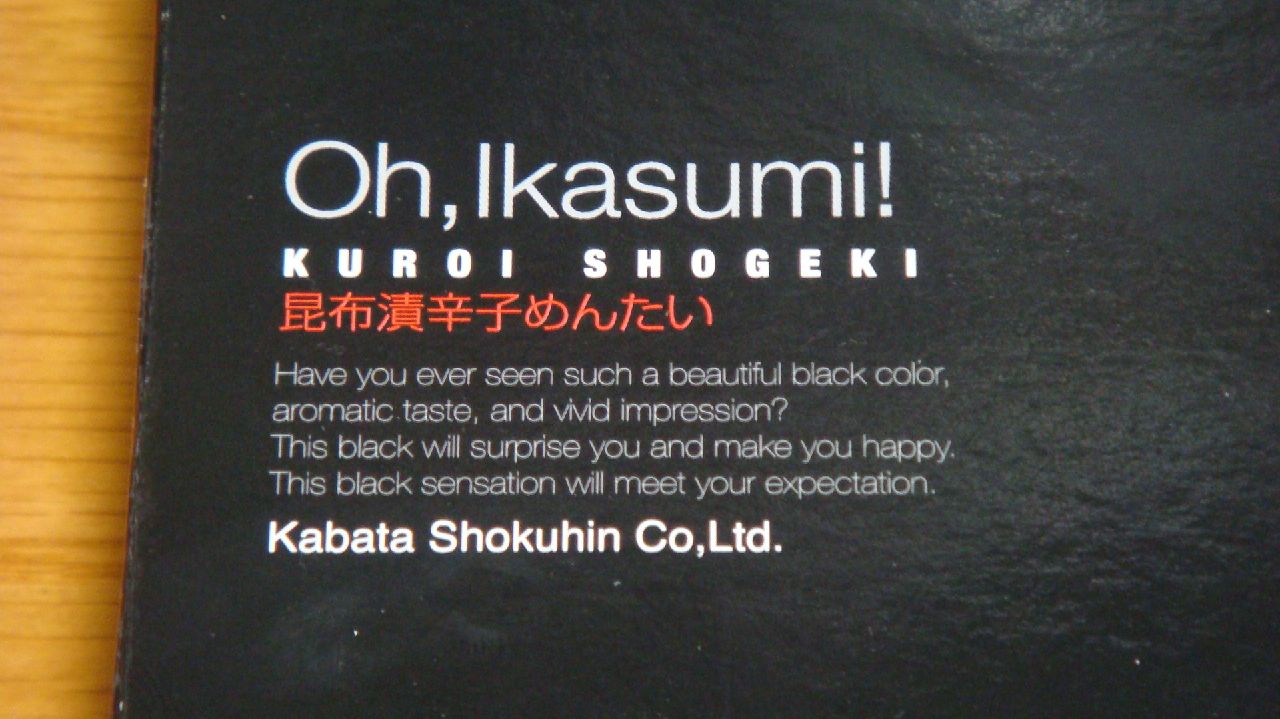 Oh,Ikasumi!
KUROI SHOGEKI
昆布漬辛子めんたい
Have you ever seen such a beautiful black color,
aromatic taste, and vivid impression?
This black will surprise you and make you happy.
This black sensation will meet your expectation.
Kabata Shokuhin Co,Ltd.